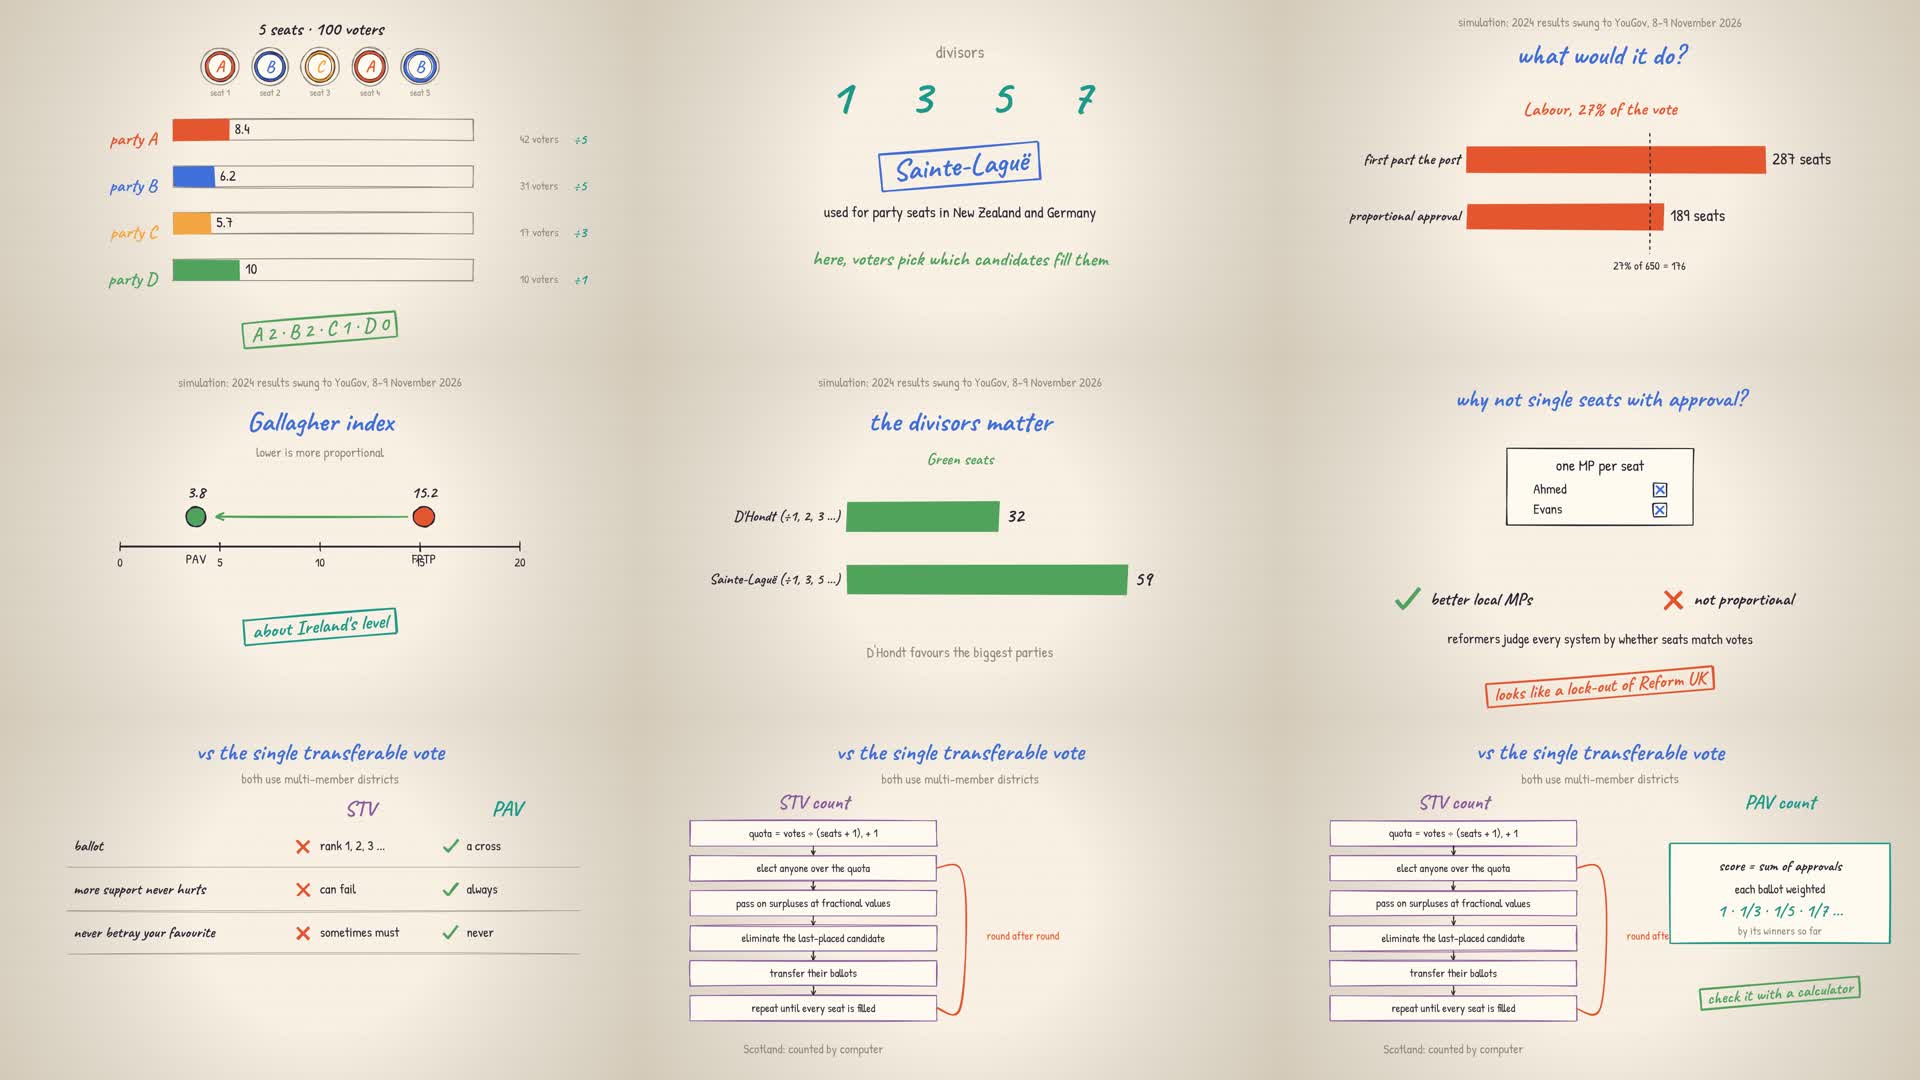 5 seats · 100 voters
A B C A B
seat 1 seat 2 seat 3 seat 4 seat 5
party A 8.4 42 voters ÷5
party B 6.2 31 voters ÷5
party C 5.7 17 voters ÷3
party D 10 10 voters ÷1
A 2 · B 2 · C 1 · D 0
divisors
1 3 5 7
Sainte-Laguë
used for party seats in New Zealand and Germany
here, voters pick which candidates fill them
simulation: 2024 results swung to YouGov, 8-9 November 2026
what would it do?
Labour, 27% of the vote
first past the post 287 seats
proportional approval 189 seats
27% of 650 = 176
simulation: 2024 results swung to YouGov, 8-9 November 2026
Gallagher index
lower is more proportional
3.8 15.2
PAV FPTP
0 5 10 15 20
about Ireland's level
simulation: 2024 results swung to YouGov, 8-9 November 2026
the divisors matter
Green seats
D'Hondt (÷1, 2, 3 ...) 32
Sainte-Laguë (÷1, 3, 5 ...) 59
D'Hondt favours the biggest parties
why not single seats with approval?
one MP per seat
Ahmed
Evans
better local MPs not proportional
reformers judge every system by whether seats match votes
looks like a lock-out of Reform UK
vs the single transferable vote
both use multi-member districts
STV PAV
ballot rank 1, 2, 3 ... a cross
more support never hurts can fail always
never betray your favourite sometimes must never
vs the single transferable vote
both use multi-member districts
STV count
quota = votes ÷ (seats + 1), + 1
elect anyone over the quota
pass on surpluses at fractional values
eliminate the last-placed candidate
round after round
transfer their ballots
repeat until every seat is filled
Scotland: counted by computer
vs the single transferable vote
both use multi-member districts
STV count
quota = votes ÷ (seats + 1), + 1
elect anyone over the quota
pass on surpluses at fractional values
eliminate the last-placed candidate
round afte
transfer their ballots
repeat until every seat is filled
Scotland: counted by computer
PAV count
score = sum of approvals
each ballot weighted
1 · 1/3 · 1/5 · 1/7 ...
by its winners so far
check it with a calculator